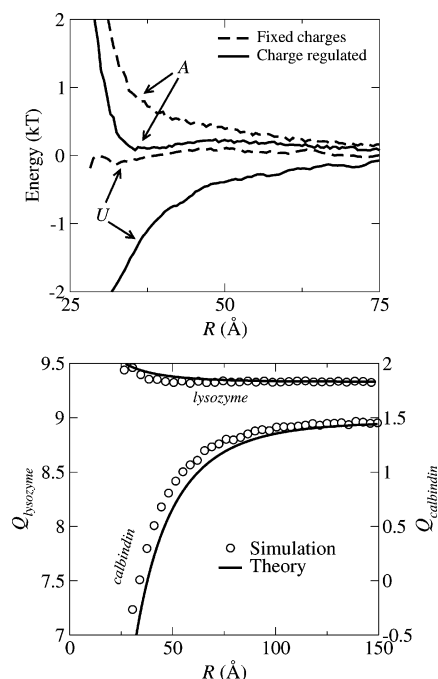 2
1
0
-1
-2
Energy (kT)
A
U
Fixed charges
Charge regulated
25
50
75
R (Å)
9.5
9
8.5
8
7.5
7
Q lysozyme
lysozyme
calbindin
Simulation
Theory
2
1.5
1
0.5
0
-0.5
Q calbindin
0
50
100
150
R (Å)